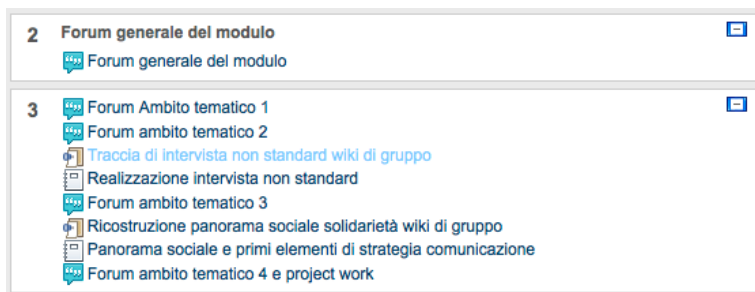 2 Forum generale del modulo
Forum generale del modulo
3 Forum Ambito tematico 1
Forum ambito tematico 2
Traccia di intervista non standard wiki di gruppo
Realizzazione intervista non standard
Forum ambito tematico 3
Ricostruzione panorama sociale solidarietà wiki di gruppo
Panorama sociale e primi elementi di strategia comunicazione
Forum ambito tematico 4 e project work